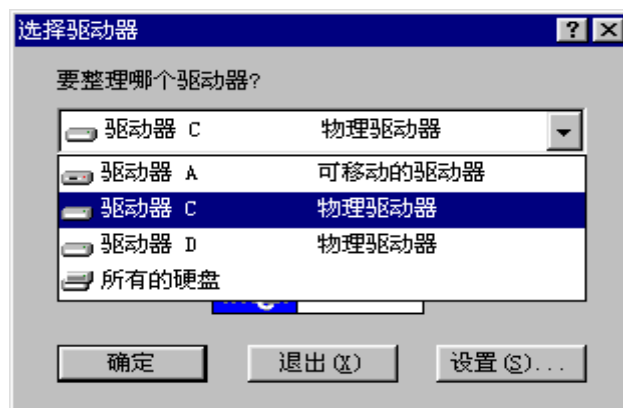 选择驱动器
要整理哪个驱动器?
驱动器 C 物理驱动器
驱动器 A 可移动的驱动器
驱动器 C 物理驱动器
驱动器 D 物理驱动器
所有的硬盘
确定 退出(X) 设置(S)...